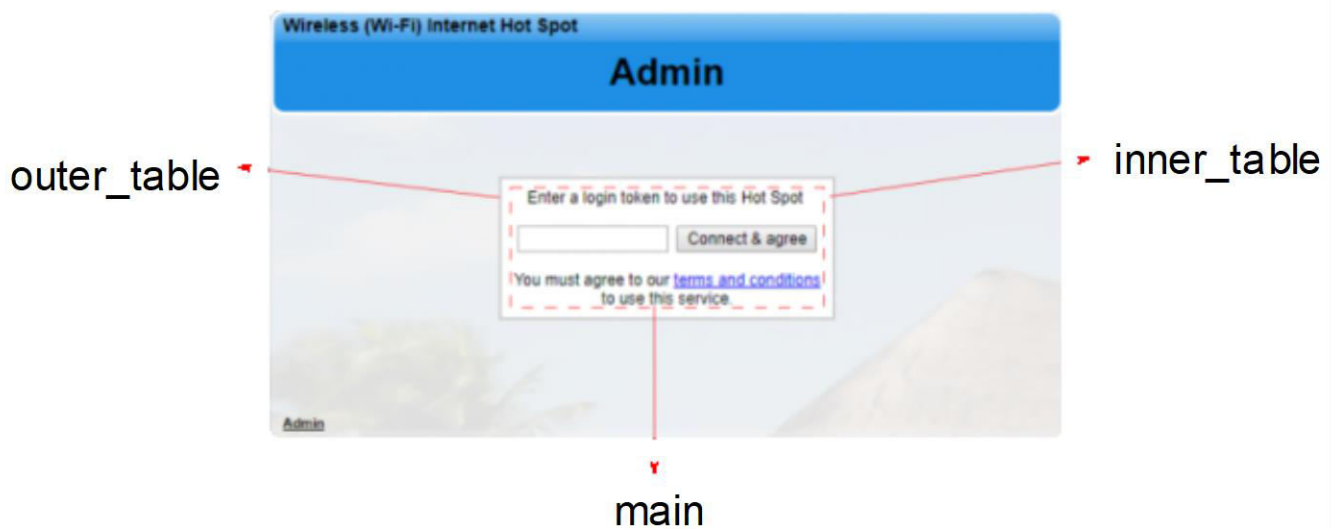 Wireless (Wi-Fi) Internet Hot Spot
Admin
outer_table
inner_table
Enter a login token to use this Hot Spot
Connect & agree
You must agree to our terms and conditions
to use this service.
Admin
main